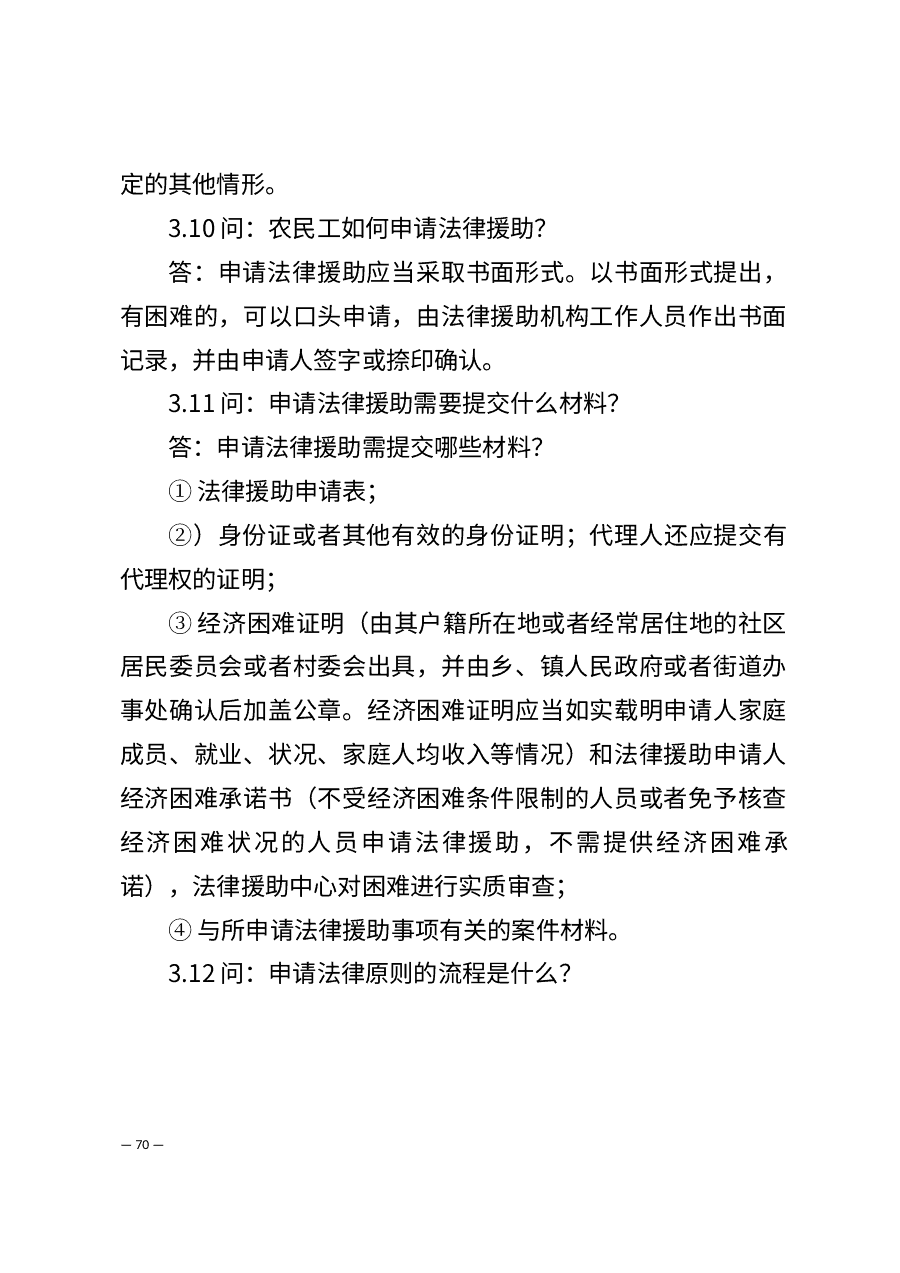 定的其他情形。
3.10 问：农民工如何申请法律援助？
答：申请法律援助应当采取书面形式。以书面形式提出，
有困难的，可以口头申请，由法律援助机构工作人员作出书面
记录，并由申请人签字或捺印确认。
3.11 问：申请法律援助需要提交什么材料？
答：申请法律援助需提交哪些材料？
① 法律援助申请表；
②）身份证或者其他有效的身份证明；代理人还应提交有
代理权的证明；
③ 经济困难证明（由其户籍所在地或者经常居住地的社区
居民委员会或者村委会出具，并由乡、镇人民政府或者街道办
事处确认后加盖公章。经济困难证明应当如实载明申请人家庭
成员、就业、状况、家庭人均收入等情况）和法律援助申请人
经济困难承诺书（不受经济困难条件限制的人员或者免予核查
经济困难状况的人员申请法律援助，不需提供经济困难承
诺），法律援助中心对困难进行实质审查；
④ 与所申请法律援助事项有关的案件材料。
3.12 问：申请法律原则的流程是什么？
— 70 —